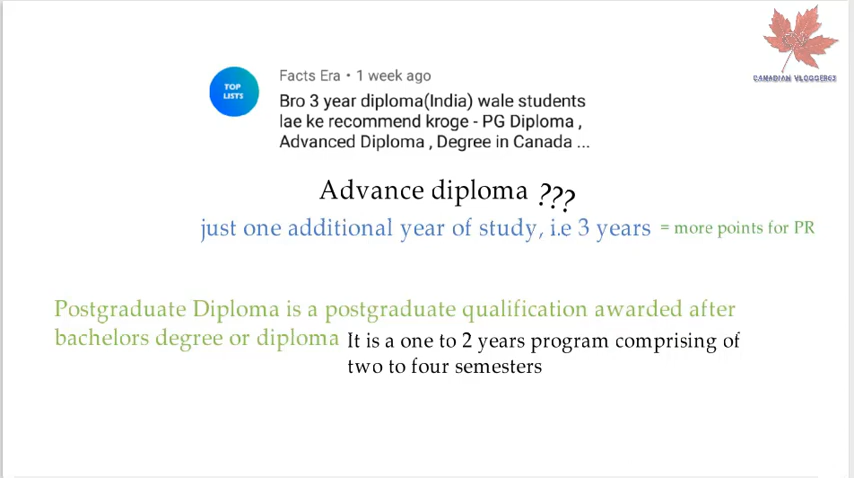 CANADIAN VLOGGER02
Facts Era • 1 week ago
TOP
LISTS
Bro 3 year diploma(India) wale students
lae ke recommend kroge - PG Diploma ,
Advanced Diploma , Degree in Canada ...
Advance diploma ???
just one additional year of study, i.e 3 years = more points for PR
Postgraduate Diploma is a postgraduate qualification awarded after
bachelors degree or diploma It is a one to 2 years program comprising of
two to four semesters